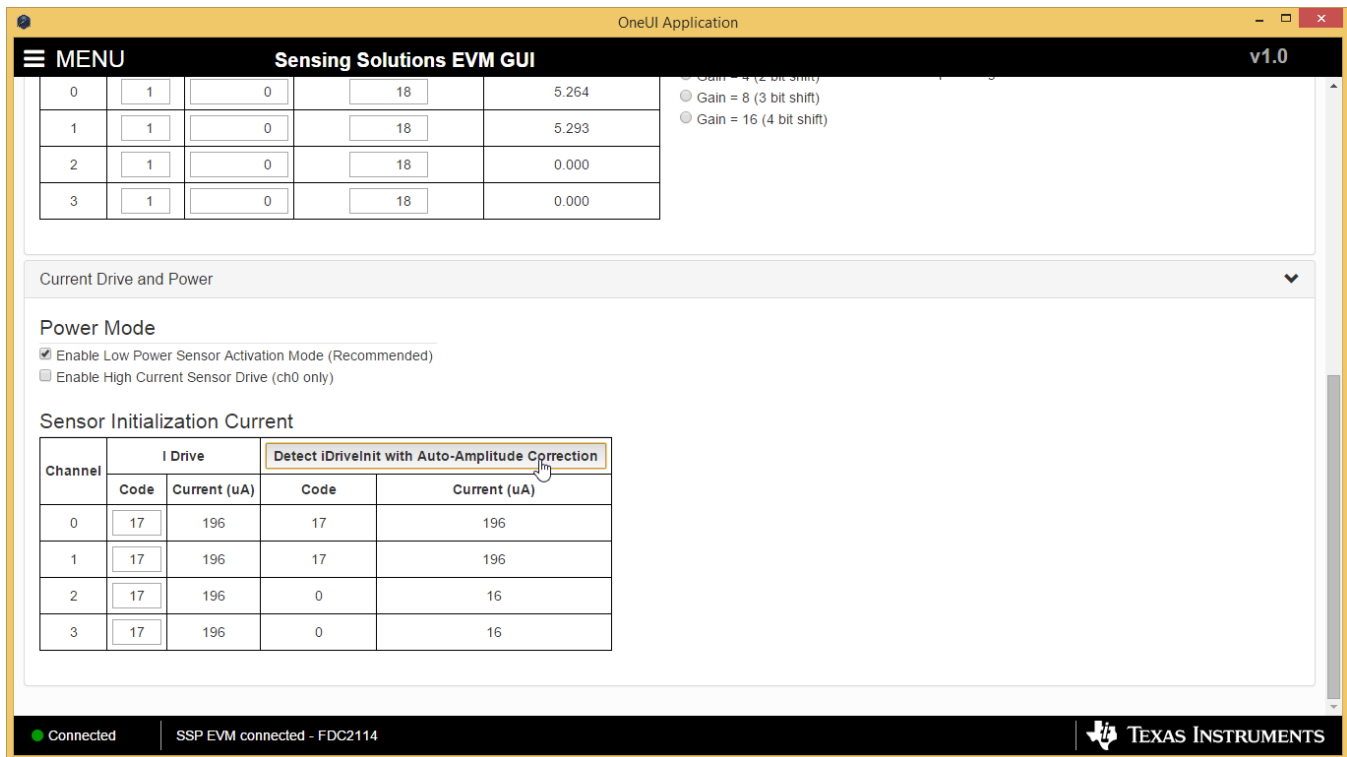 OneUI Application
MENU Sensing Solutions EVM GUI v1.0
0 1 0 18 5.264
1 1 0 18 5.293
2 1 0 18 0.000
3 1 0 18 0.000
Gain = 4 (2 bit shift)
Gain = 8 (3 bit shift)
Gain = 16 (4 bit shift)
Current Drive and Power
Power Mode
Enable Low Power Sensor Activation Mode (Recommended)
Enable High Current Sensor Drive (ch0 only)
Sensor Initialization Current
Channel I Drive Detect iDriveInit with Auto-Amplitude Correction
Code Current (uA) Code Current (uA)
0 17 196 17 196
1 17 196 17 196
2 17 196 0 16
3 17 196 0 16
Connected SSP EVM connected - FDC2114 TEXAS INSTRUMENTS